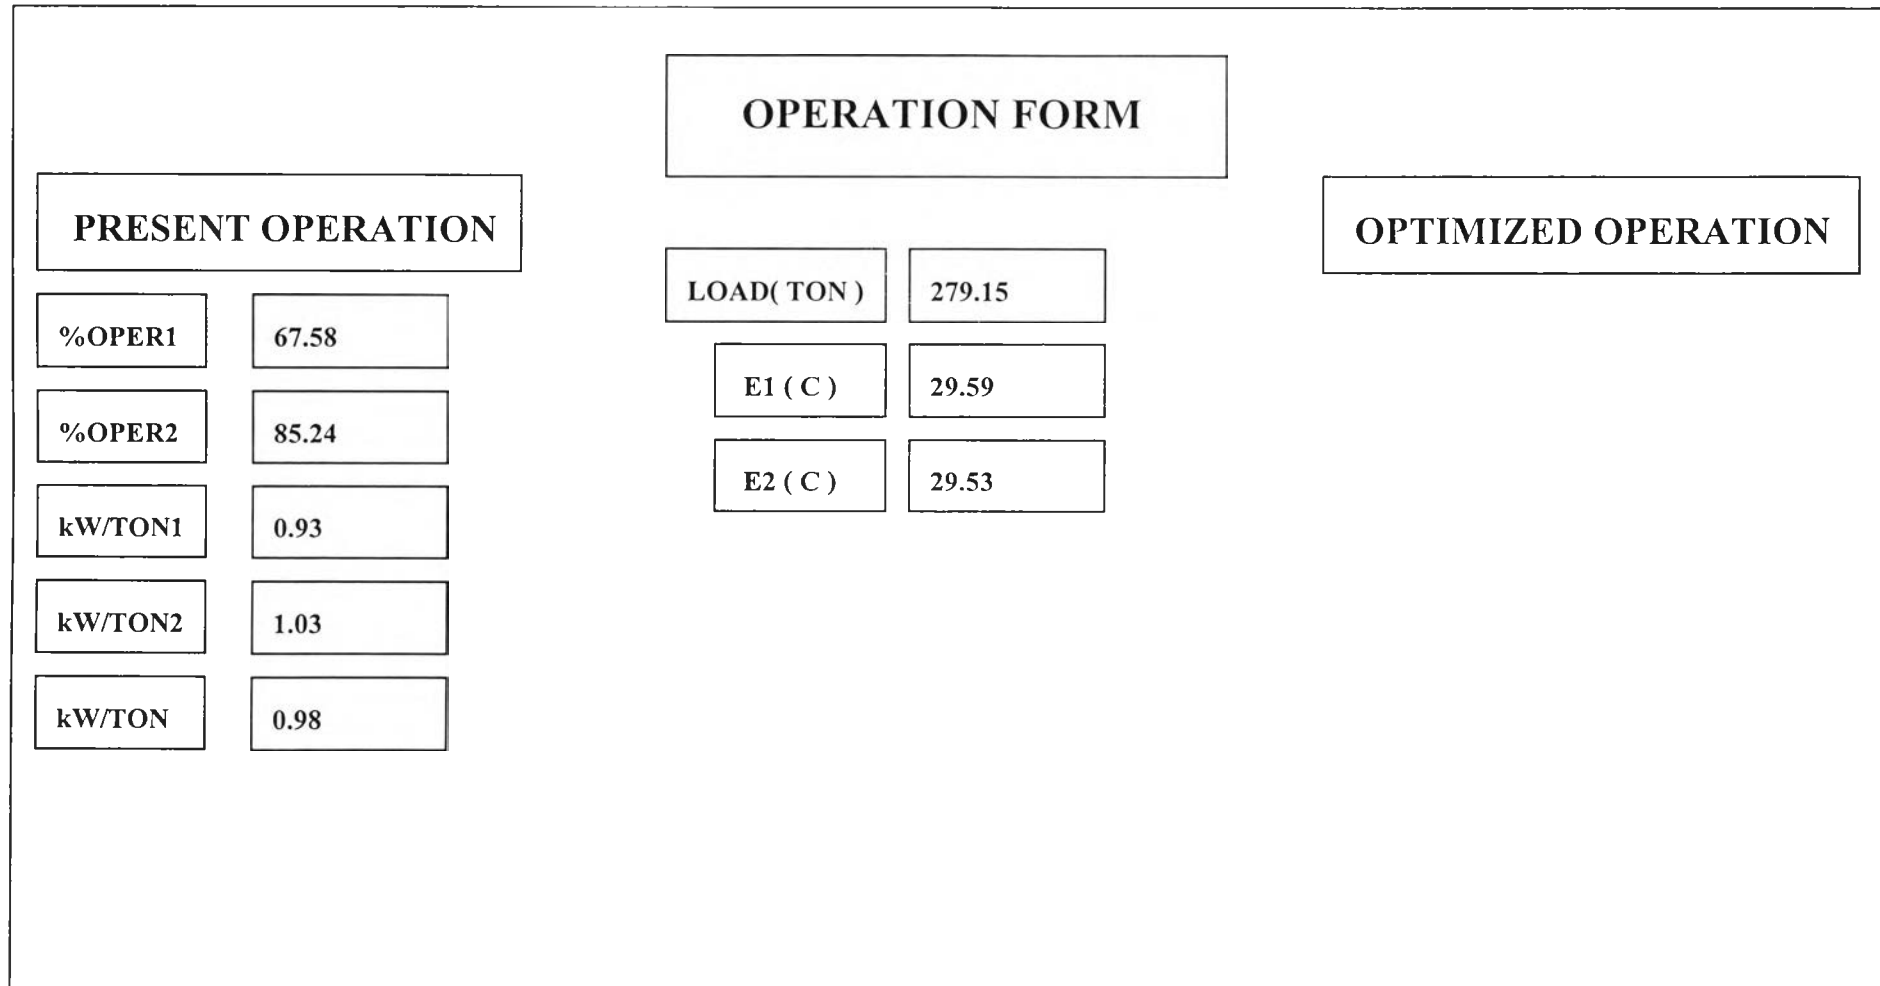 OPERATION FORM
PRESENT OPERATION
OPTIMIZED OPERATION
LOAD( TON ) 279.15
%OPER1 67.58
E1 ( C ) 29.59
%OPER2 85.24
E2 ( C ) 29.53
kW/TON1 0.93
kW/TON2 1.03
kW/TON 0.98